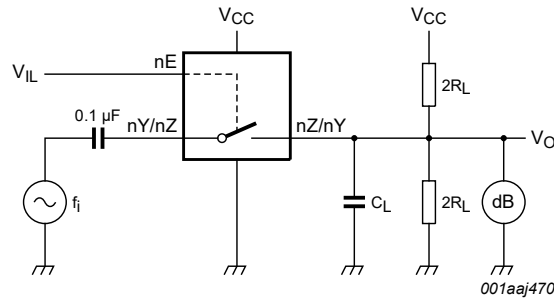 VCC
VCC
VIL
nE
2RL
0.1 µF
nY/nZ
nZ/nY
VO
fi
CL
2RL
dB
001aaj470